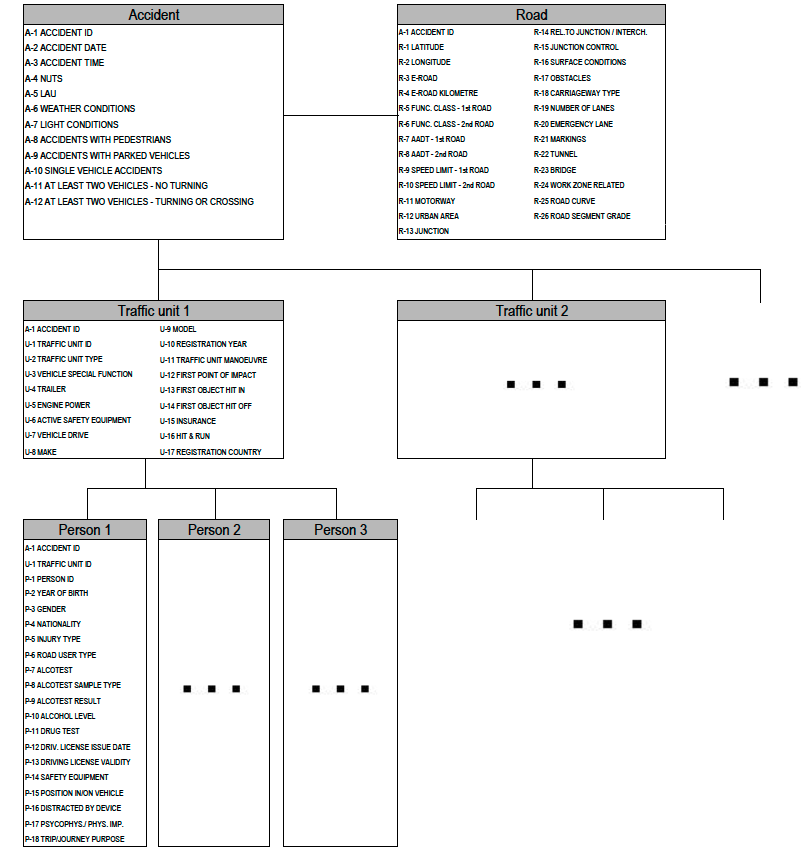 Accident
A-1 ACCIDENT ID
A-2 ACCIDENT DATE
A-3 ACCIDENT TIME
A-4 NUTS
A-5 LAU
A-6 WEATHER CONDITIONS
A-7 LIGHT CONDITIONS
A-8 ACCIDENTS WITH PEDESTRIANS
A-9 ACCIDENTS WITH PARKED VEHICLES
A-10 SINGLE VEHICLE ACCIDENTS
A-11 AT LEAST TWO VEHICLES - NO TURNING
A-12 AT LEAST TWO VEHICLES - TURNING OR CROSSING
Road
A-1 ACCIDENT ID
R-1 LATITUDE
R-2 LONGITUDE
R-3 E-ROAD
R-4 E-ROAD KILOMETRE
R-5 FUNC. CLASS - 1st ROAD
R-6 FUNC. CLASS - 2nd ROAD
R-7 AADT - 1st ROAD
R-8 AADT - 2nd ROAD
R-9 SPEED LIMIT - 1st ROAD
R-10 SPEED LIMIT - 2nd ROAD
R-11 MOTORWAY
R-12 URBAN AREA
R-13 JUNCTION
R-14 REL.TO JUNCTION / INTERCH.
R-15 JUNCTION CONTROL
R-16 SURFACE CONDITIONS
R-17 OBSTACLES
R-18 CARRIAGEWAY TYPE
R-19 NUMBER OF LANES
R-20 EMERGENCY LANE
R-21 MARKINGS
R-22 TUNNEL
R-23 BRIDGE
R-24 WORK ZONE RELATED
R-25 ROAD CURVE
R-26 ROAD SEGMENT GRADE
Traffic unit 1
A-1 ACCIDENT ID
U-1 TRAFFIC UNIT ID
U-2 TRAFFIC UNIT TYPE
U-3 VEHICLE SPECIAL FUNCTION
U-4 TRAILER
U-5 ENGINE POWER
U-6 ACTIVE SAFETY EQUIPMENT
U-7 VEHICLE DRIVE
U-8 MAKE
U-9 MODEL
U-10 REGISTRATION YEAR
U-11 TRAFFIC UNIT MANOEUVRE
U-12 FIRST POINT OF IMPACT
U-13 FIRST OBJECT HIT IN
U-14 FIRST OBJECT HIT OFF
U-15 INSURANCE
U-16 HIT & RUN
U-17 REGISTRATION COUNTRY
Traffic unit 2
Person 1
A-1 ACCIDENT ID
U-1 TRAFFIC UNIT ID
P-1 PERSON ID
P-2 YEAR OF BIRTH
P-3 GENDER
P-4 NATIONALITY
P-5 INJURY TYPE
P-6 ROAD USER TYPE
P-7 ALCOTEST
P-8 ALCOTEST SAMPLE TYPE
P-9 ALCOTEST RESULT
P-10 ALCOHOL LEVEL
P-11 DRUG TEST
P-12 DRIV. LICENSE ISSUE DATE
P-13 DRIVING LICENSE VALIDITY
P-14 SAFETY EQUIPMENT
P-15 POSITION IN/ON VEHICLE
P-16 DISTRACTED BY DEVICE
P-17 PSYCOPHYS./ PHYS. IMP.
P-18 TRIP/JOURNEY PURPOSE
Person 2
Person 3